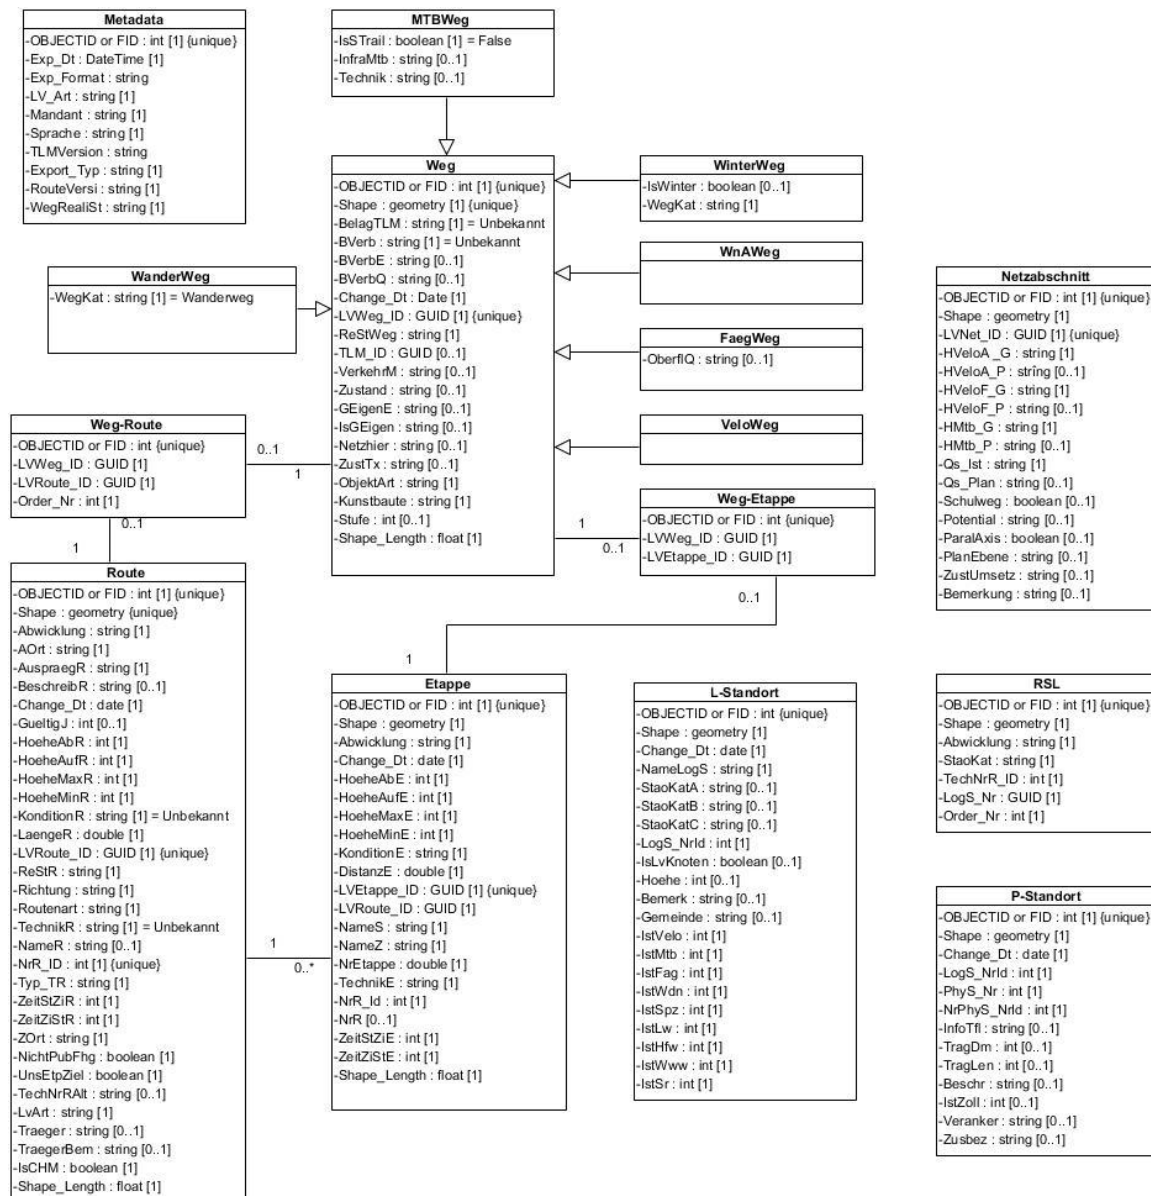 Metadata
-OBJECTID or FID : int [1] {unique}
-Exp_Dt : DateTime [1]
-Exp_Format : string
-LV_Art : string [1]
-Mandant : string [1]
-Sprache : string [1]
-TLMVersion : string
-Export_Typ : string [1]
-RouteVersi : string [1]
-WegRealiSt : string [1]
MTBWeg
-IsSTrail : boolean [1] = False
-InfraMtb : string [0..1]
-Technik : string [0..1]
Weg
-OBJECTID or FID : int [1] {unique}
-Shape : geometry [1] {unique}
-BelagTLM : string [1] = Unbekannt
-BVerb : string [1] = Unbekannt
-BVerbE : string [0..1]
-BVerbQ : string [0..1]
-Change_Dt : Date [1]
-LVWeg_ID : GUID [1] {unique}
-ReStWeg : string [1]
-TLM_ID : GUID [0..1]
-VerkehrM : string [0..1]
-Zustand : string [0..1]
-GEigenE : string [0..1]
-IsGEigen : string [0..1]
-Netzhier : string [0..1]
-ZustTx : string [0..1]
-ObjektArt : string [1]
-Kunstbaute : string [1]
-Stufe : int [0..1]
-Shape_Length : float [1]
WinterWeg
-IsWinter : boolean [0..1]
-WegKat : string [1]
WnAWeg
FaegWeg
-OberflQ : string [0..1]
VeloWeg
WanderWeg
-WegKat : string [1] = Wanderweg
Weg-Route
-OBJECTID or FID : int {unique}
-LVWeg_ID : GUID [1]
-LVRoute_ID : GUID [1]
-Order_Nr : int [1]
0..1
1
0..1
1
Weg-Etappe
-OBJECTID or FID : int {unique}
-LVWeg_ID : GUID [1]
-LVEtappe_ID : GUID [1]
1
0..1
0..1
1
Netzabschnitt
-OBJECTID or FID : int [1] {unique}
-Shape : geometry [1]
-LVNet_ID : GUID [1] {unique}
-HVeloA _G : string [1]
-HVeloA_P : strîng [0..1]
-HVeloF_G : string [1]
-HVeloF_P : string [0..1]
-HMtb_G : string [1]
-HMtb_P : string [0..1]
-Qs_Ist : string [1]
-Qs_Plan : string [0..1]
-Schulweg : boolean [0..1]
-Potential : string [0..1]
-ParalAxis : boolean [0..1]
-PlanEbene : string [0..1]
-ZustUmsetz : string [0..1]
-Bemerkung : string [0..1]
Route
-OBJECTID or FID : int [1] {unique}
-Shape : geometry {unique}
-Abwicklung : string [1]
-AOrt : string [1]
-AuspraegR : string [1]
-BeschreibR : string [0..1]
-Change_Dt : date [1]
-GueltigJ : int [0..1]
-HoeheAbR : int [1]
-HoeheAufR : int [1]
-HoeheMaxR : int [1]
-HoeheMinR : int [1]
-KonditionR : string [1] = Unbekannt
-LaengeR : double [1]
-LVRoute_ID : GUID [1] {unique}
-ReStR : string [1]
-Richtung : string [1]
-Routenart : string [1]
-TechnikR : string [1] = Unbekannt
-NameR : string [0..1]
-NrR_ID : int [1] {unique}
-Typ_TR : string [1]
-ZeitStZiR : int [1]
-ZeitZiStR : int [1]
-ZOrt : string [1]
-NichtPubFhg : boolean [1]
-UnsEtpZiel : boolean [1]
-TechNrRAlt : string [0..1]
-LvArt : string [1]
-Traeger : string [0..1]
-TraegerBem : string [0..1]
-IsCHM : boolean [1]
-Shape_Length : float [1]
1
0..*
Etappe
-OBJECTID or FID : int [1] {unique}
-Shape : geometry [1]
-Abwicklung : string [1]
-Change_Dt : date [1]
-HoeheAbE : int [1]
-HoeheAufE : int [1]
-HoeheMaxE : int [1]
-HoeheMinE : int [1]
-KonditionE : string [1]
-DistanzE : double [1]
-LVEtappe_ID : GUID [1] {unique}
-LVRoute_ID : GUID [1]
-NameS : string [1]
-NameZ : string [1]
-NrEtappe : double [1]
-TechnikE : string [1]
-NrR_Id : int [1]
-NrR [0..1]
-ZeitStZiE : int [1]
-ZeitZiStE : int [1]
-Shape_Length : float [1]
L-Standort
-OBJECTID or FID : int {unique}
-Shape : geometry [1]
-Change_Dt : date [1]
-NameLogS : string [1]
-StaoKatA : string [0..1]
-StaoKatB : string [0..1]
-StaoKatC : string [0..1]
-LogS_NrId : int [1]
-IsLvKnoten : boolean [0..1]
-Hoehe : int [0..1]
-Bemerk : string [0..1]
-Gemeinde : string [0..1]
-IstVelo : int [1]
-IstMtb : int [1]
-IstFag : int [1]
-IstWdn : int [1]
-IstSpz : int [1]
-IstLw : int [1]
-IstHfw : int [1]
-IstWww : int [1]
-IstSr : int [1]
RSL
-OBJECTID or FID : int [1] {unique}
-Shape : geometry [1]
-Abwicklung : string [1]
-StaoKat : string [1]
-TechNrR_ID : int [1]
-LogS_Nr : GUID [1]
-Order_Nr : int [1]
P-Standort
-OBJECTID or FID : int [1] {unique}
-Shape : geometry [1]
-Change_Dt : date [1]
-LogS_NrId : int [1]
-PhyS_Nr : int [1]
-NrPhyS_NrId : int [1]
-InfoTfl : string [0..1]
-TragDm : int [0..1]
-TragLen : int [0..1]
-Beschr : string [0..1]
-IstZoll : int [0..1]
-Veranker : string [0..1]
-Zusbez : string [0..1]